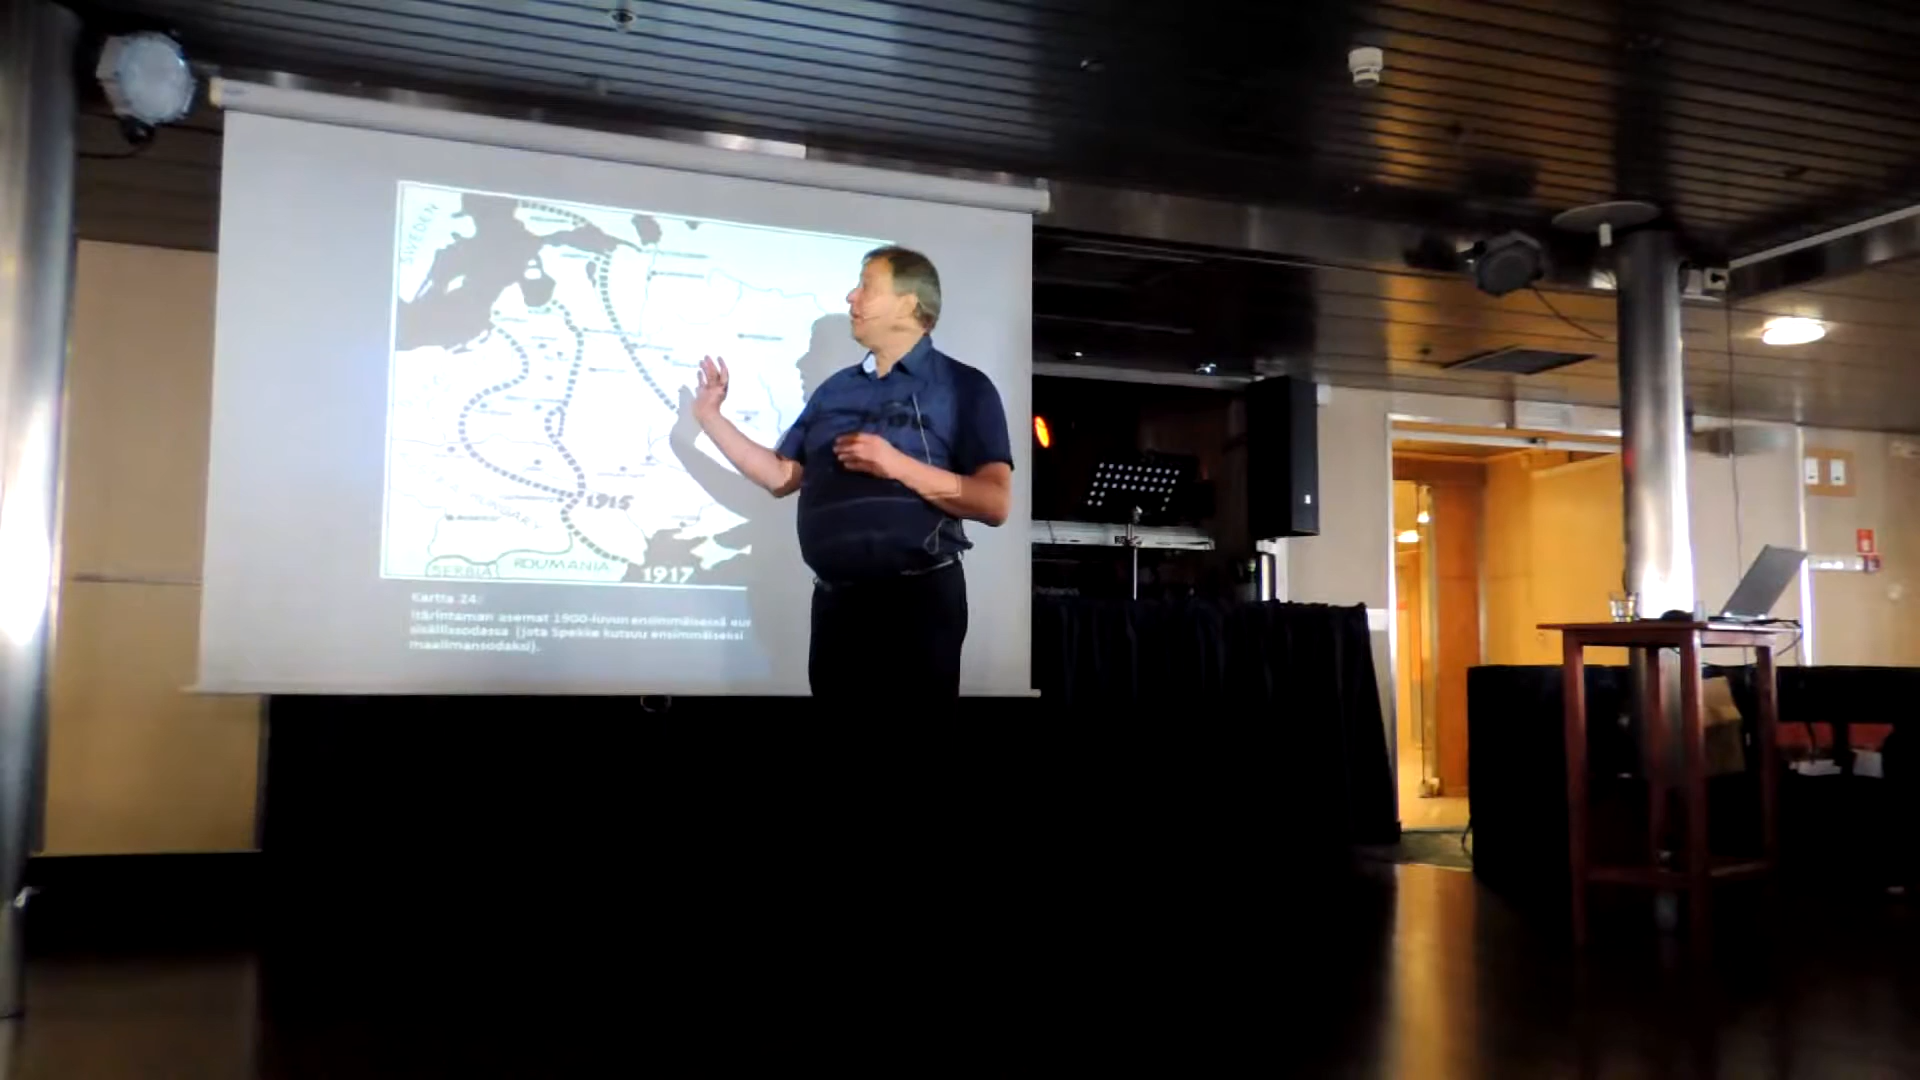 SWEDEN
1915
HUNGARY
SERBIA
ROUMANIA
1917
Kartta 24:
Itärintaman asemat 1900-luvun ensimmäisessä eur
sisällissodassa (jota Spekke kutsuu ensimmäiseksi
maailmansodaksi).